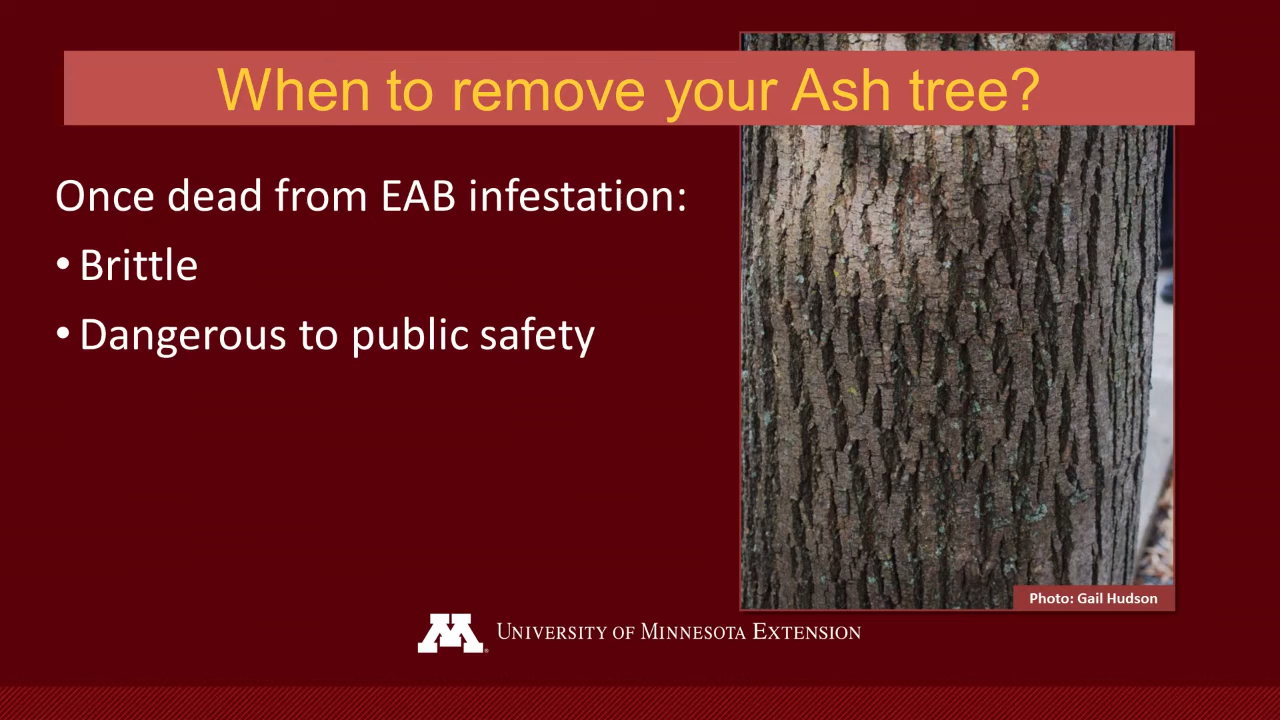 When to remove your Ash tree?
Once dead from EAB infestation:
• Brittle
• Dangerous to public safety
Photo: Gail Hudson
M
UNIVERSITY OF MINNESOTA EXTENSION